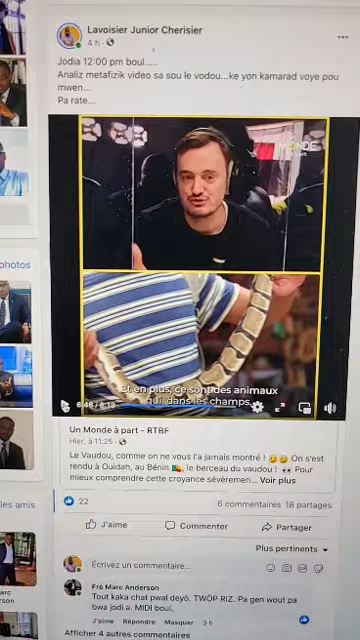 Lavoisier Junior Cherisier
4 h ·
Jodia 12:00 pm boul.....
Analiz metafizik video sa sou le vodou...ke yon kamarad voye pou
mwen...
Pa rate...
MONDE
Et en plus, ce sont des animaux
qui, dans les champs,
Un Monde à part - RTBF
Hier, à 11:25 ·
Le Vaudou, comme on ne vous l'a jamais montré ! 😉😉 On s'est
rendu à Ouidah, au Bénin 🇧🇯, le berceau du vaudou! 👀 Pour
mieux comprendre cette croyance sévèremen... Voir plus
22
6 commentaires 18 partages
J'aime
Commenter
Partager
Plus pertinents
Écrivez un commentaire...
GIF
Frè Marc Anderson
Tout kaka chat pwal deyò. TWÒP RIZ. Pa gen wout pa
bwa jodi a. MIDI boul.
J'aime Répondre Masquer 3 h
Afficher 4 autres commentaires
photos
les amis